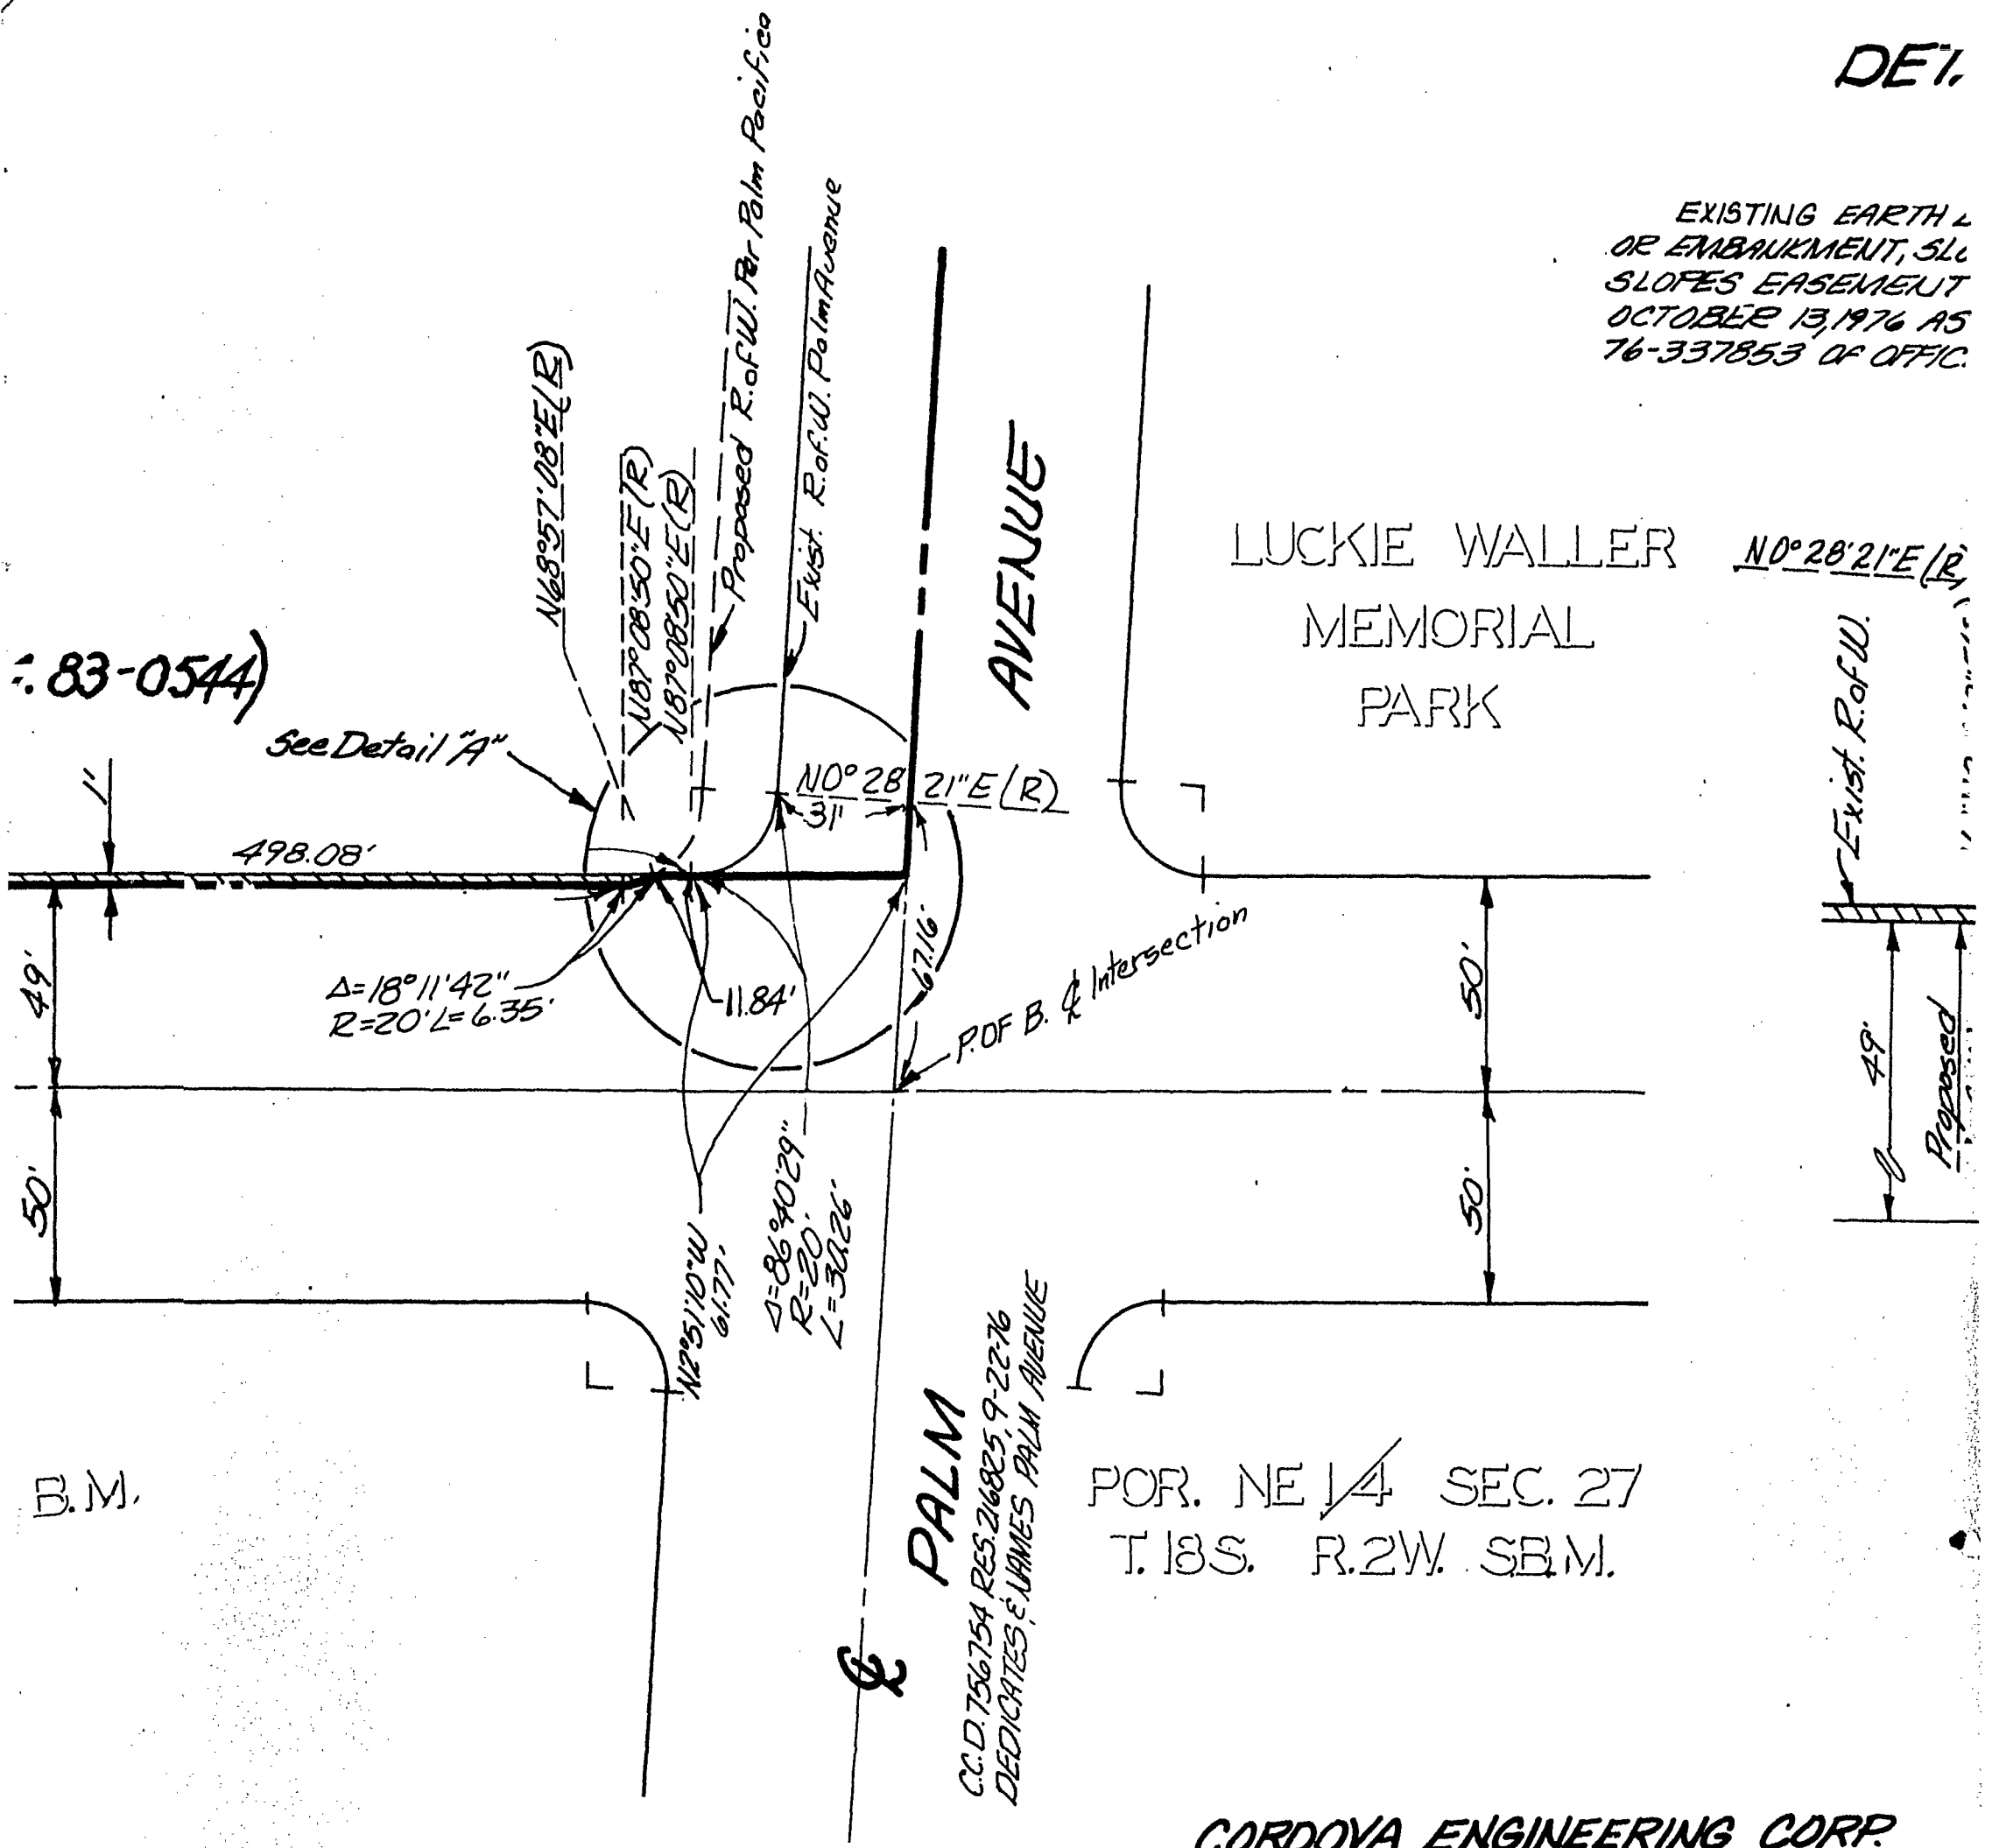 DET.
EXISTING EARTH
OR EMBANKMENT,
SLOPES EASEMENT
OCTOBER 13, 1976 AS
76-337853 OF OFFIC.
Proposed R.of W. Per Palm Pacifica
Exist. R.of.W. Palm Avenue
N68°57'08"E(R)
N87°08'50"E(R)
N87°08'50"E(R)
AVENUE
LUCKIE WALLER
MEMORIAL
PARK
N0°28'21"E(R)
Exist. R.of W.
83-0544)
See Detail "A"
1'
498.08'
N0°28'21"E(R)
31'
49'
50'
Δ=18°11'42"
R=20' L=6.35'
11.84'
67.16'
P.OF B. ℄ Intersection
50'
50'
49'
Proposed
N2°51'10"W
61.77'
Δ=86°40'29"
R=20'
L=30.26'
PALM
C.C.D. 756754 RES. 216825, 9-22-76
DEDICATES & NAMES PALM AVENUE
℄
B.M.
POR. NE 1/4 SEC. 27
T.18S. R.2W. S.B.M.
CORDOVA ENGINEERING CORP.